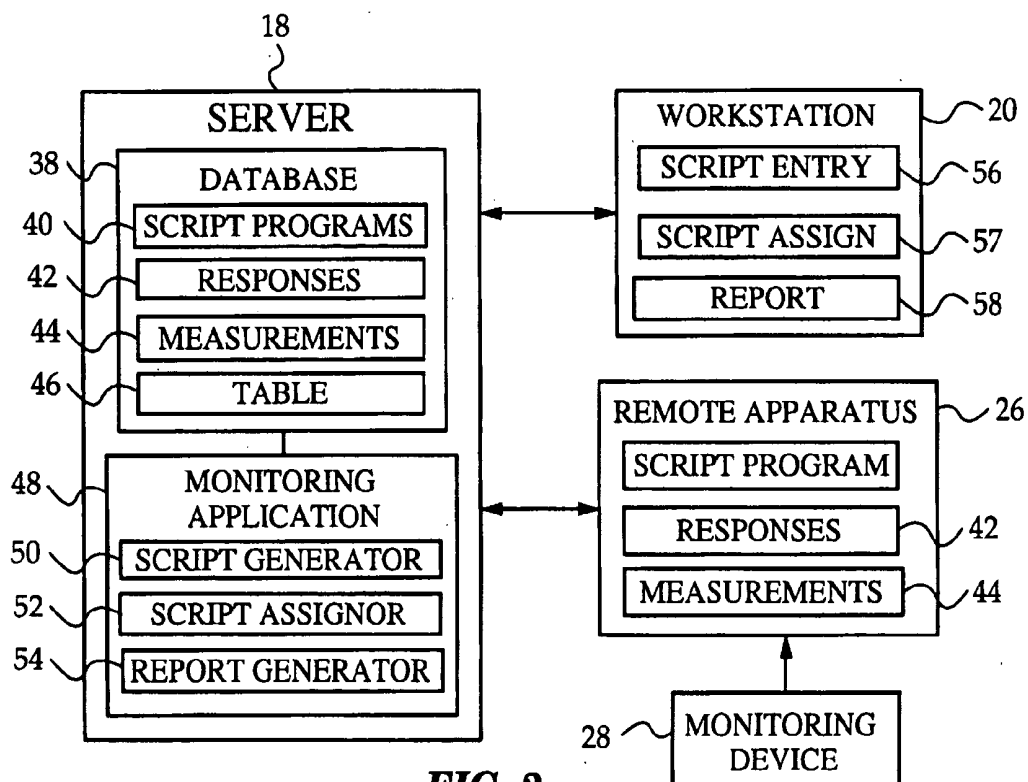 18
SERVER
38
DATABASE
40
SCRIPT PROGRAMS
42
RESPONSES
44
MEASUREMENTS
46
TABLE
48
MONITORING
APPLICATION
50
SCRIPT GENERATOR
52
SCRIPT ASSIGNOR
54
REPORT GENERATOR
WORKSTATION
20
SCRIPT ENTRY
56
SCRIPT ASSIGN
57
REPORT
58
REMOTE APPARATUS
26
SCRIPT PROGRAM
RESPONSES
42
MEASUREMENTS
44
28
MONITORING
DEVICE